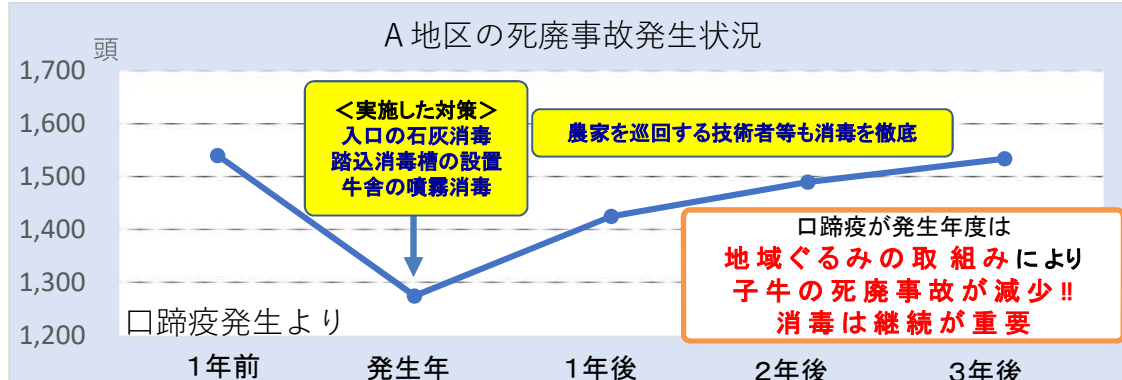 A地区の死廃事故発生状況
頭
1,700
1,600
1,500
1,400
1,300
1,200
＜実施した対策＞
入口の石灰消毒
踏込消毒槽の設置
牛舎の噴霧消毒
農家を巡回する技術者等も消毒を徹底
口蹄疫が発生年度は
地域ぐるみの取組みにより
子牛の死廃事故が減少‼
消毒は継続が重要
口蹄疫発生より
１年前
発生年
１年後
２年後
３年後